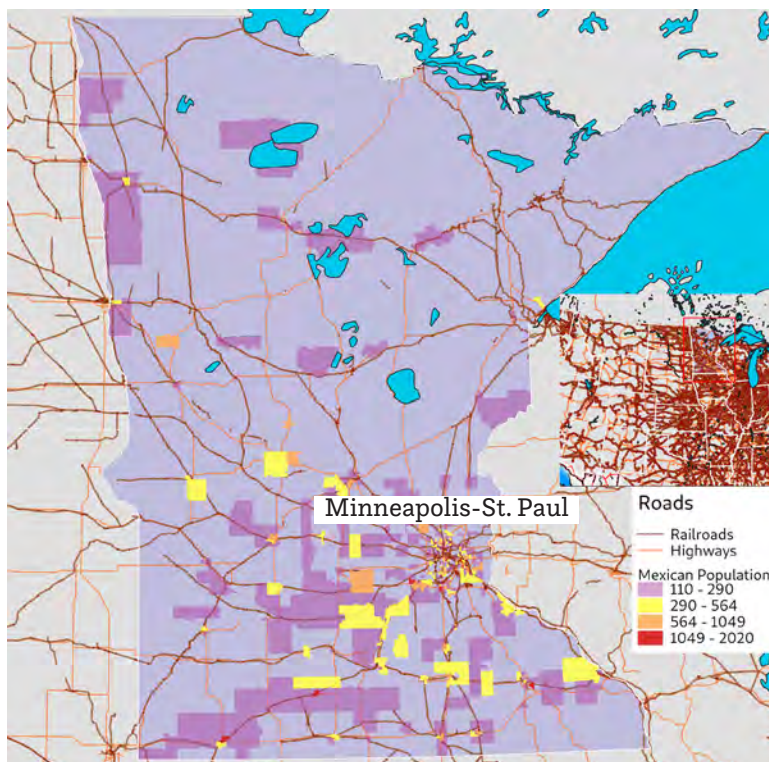 Minneapolis-St. Paul
Roads
Railroads
Highways
Mexican Population
110 - 290
290 - 564
564 - 1049
1049 - 2020